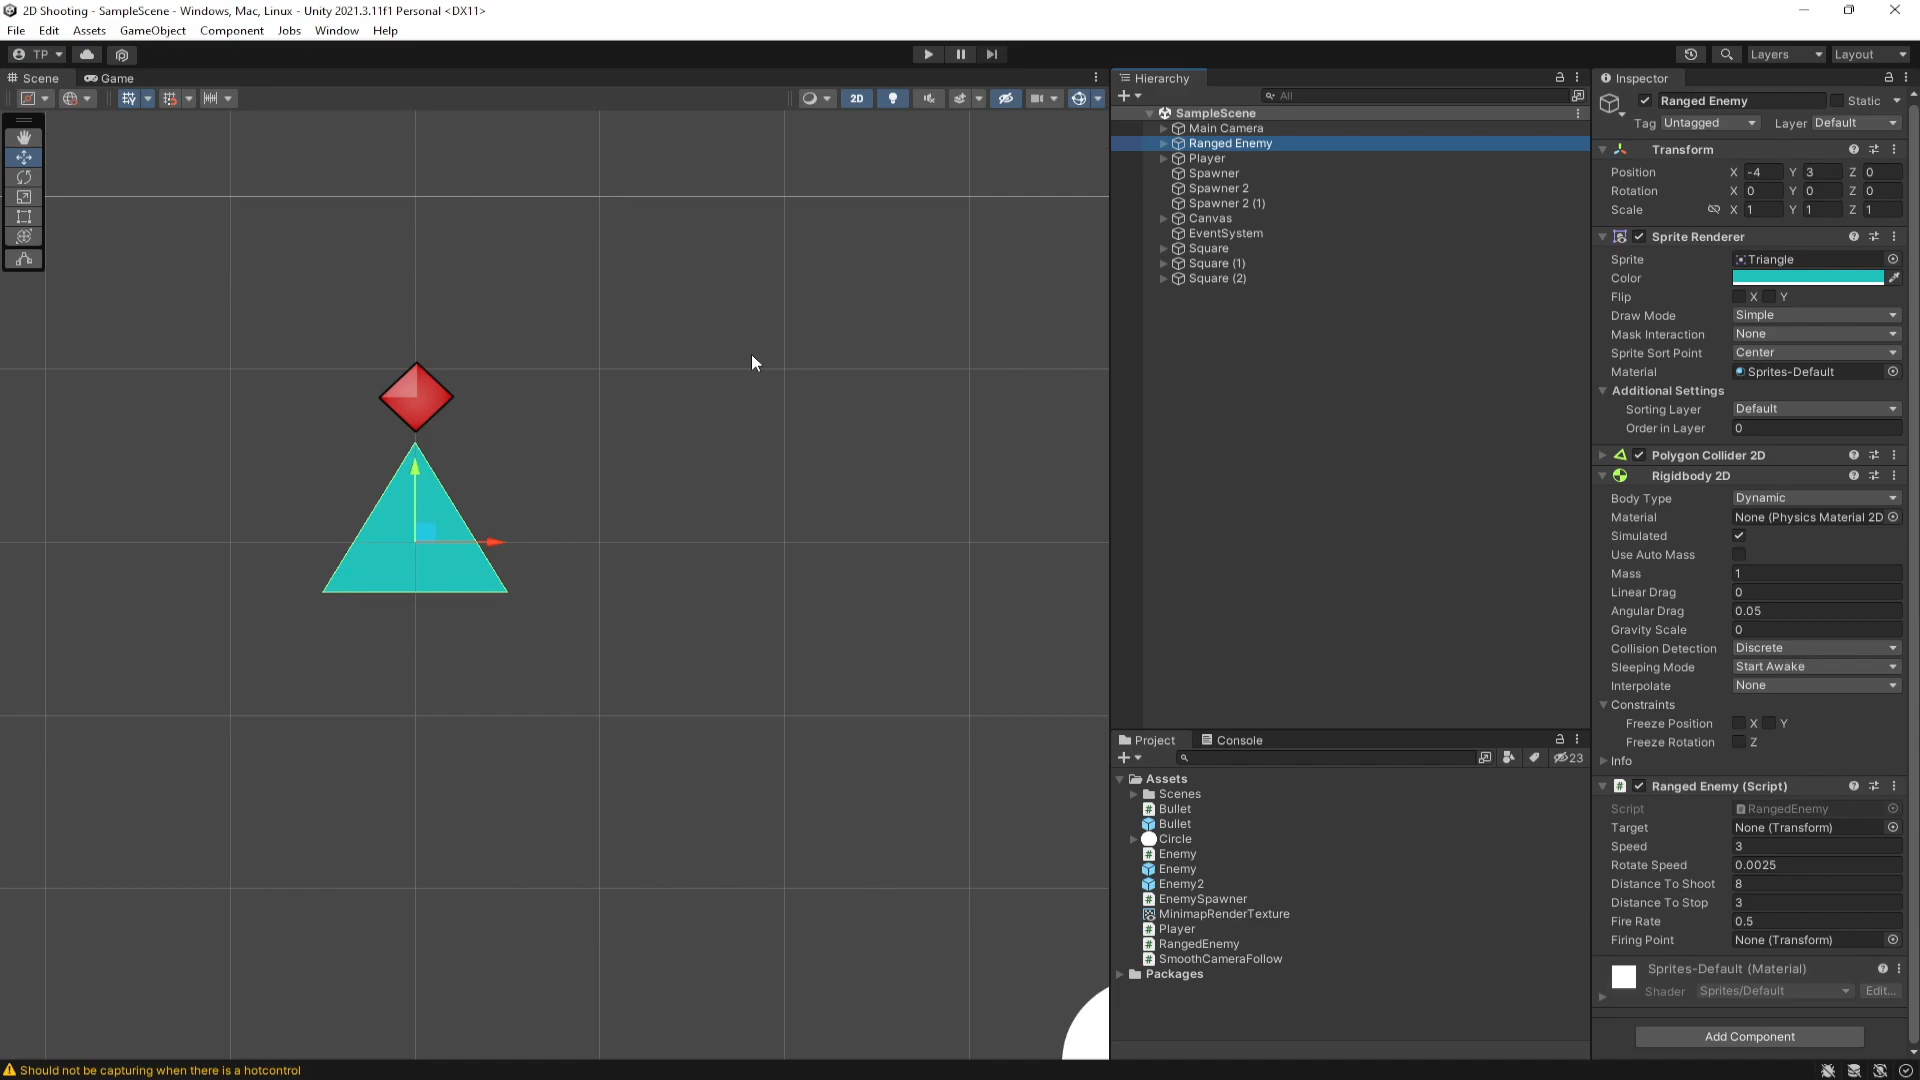 2D Shooting - SampleScene - Windows, Mac, Linux - Unity 2021.3.11f1 Personal <DX11>
File Edit Assets GameObject Component Jobs Window Help
TP
Layers Layout
Scene Game
2D
Hierarchy
All
SampleScene
Main Camera
Ranged Enemy
Player
Spawner
Spawner 2
Spawner 2 (1)
Canvas
EventSystem
Square
Square (1)
Square (2)
Project Console
23
Assets
Scenes
Bullet
Bullet
Circle
Enemy
Enemy
Enemy2
EnemySpawner
MinimapRenderTexture
Player
RangedEnemy
SmoothCameraFollow
Packages
Inspector
Ranged Enemy Static
Tag Untagged Layer Default
Transform
Position X -4 Y 3 Z 0
Rotation X 0 Y 0 Z 0
Scale X 1 Y 1 Z 1
Sprite Renderer
Sprite Triangle
Color
Flip X Y
Draw Mode Simple
Mask Interaction None
Sprite Sort Point Center
Material Sprites-Default
Additional Settings
Sorting Layer Default
Order in Layer 0
Polygon Collider 2D
Rigidbody 2D
Body Type Dynamic
Material None (Physics Material 2D
Simulated
Use Auto Mass
Mass 1
Linear Drag 0
Angular Drag 0.05
Gravity Scale 0
Collision Detection Discrete
Sleeping Mode Start Awake
Interpolate None
Constraints
Freeze Position X Y
Freeze Rotation Z
Info
Ranged Enemy (Script)
Script RangedEnemy
Target None (Transform)
Speed 3
Rotate Speed 0.0025
Distance To Shoot 8
Distance To Stop 3
Fire Rate 0.5
Firing Point None (Transform)
Sprites-Default (Material)
Shader Sprites/Default Edit...
Add Component
Should not be capturing when there is a hotcontrol